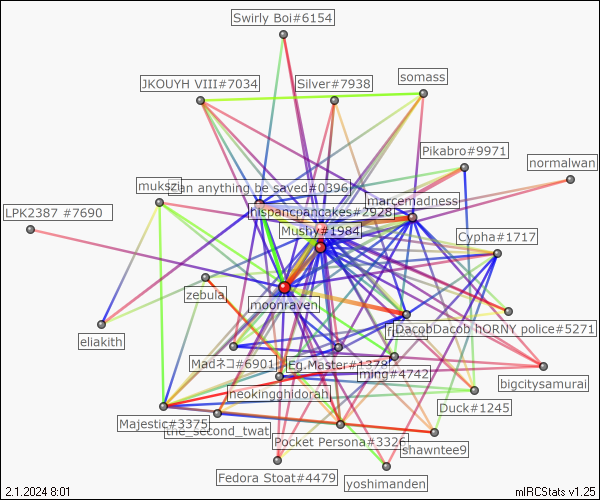 Swirly Boi#6154
JKOUYH VIII#7034
Silver#7938
somass
Pikabro#9971
normalwan
mukszi
can anything be saved#0396
marcemadness
LPK2387 #7690
hispancpancakes#2928
Mushy#1984
Cypha#1717
zebula
moonraven
DacobDacob hORNY police#5271
eliakith
Madネコ#6901
Eg.Master#1378
ming#4742
bigcitysamurai
neokingghidorah
Duck#1245
Majestic#3375
the_second_twat
Pocket Persona#3326
shawntee9
Fedora Stoat#4479
yoshimanden
2.1.2024 8:01
mIRCStats v1.25